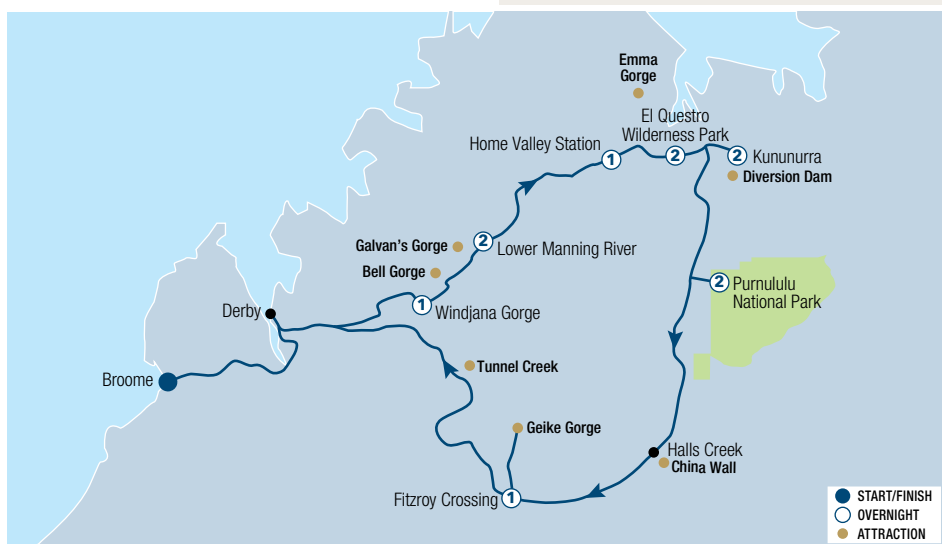 Emma
Gorge
El Questro
Wilderness Park
Home Valley Station
1
2
2
Kununurra
Diversion Dam
Galvan's Gorge
2
Lower Manning River
Bell Gorge
2
Purnululu
National Park
Derby
1
Windjana Gorge
Tunnel Creek
Broome
Geike Gorge
Halls Creek
China Wall
Fitzroy Crossing
1
START/FINISH
OVERNIGHT
ATTRACTION